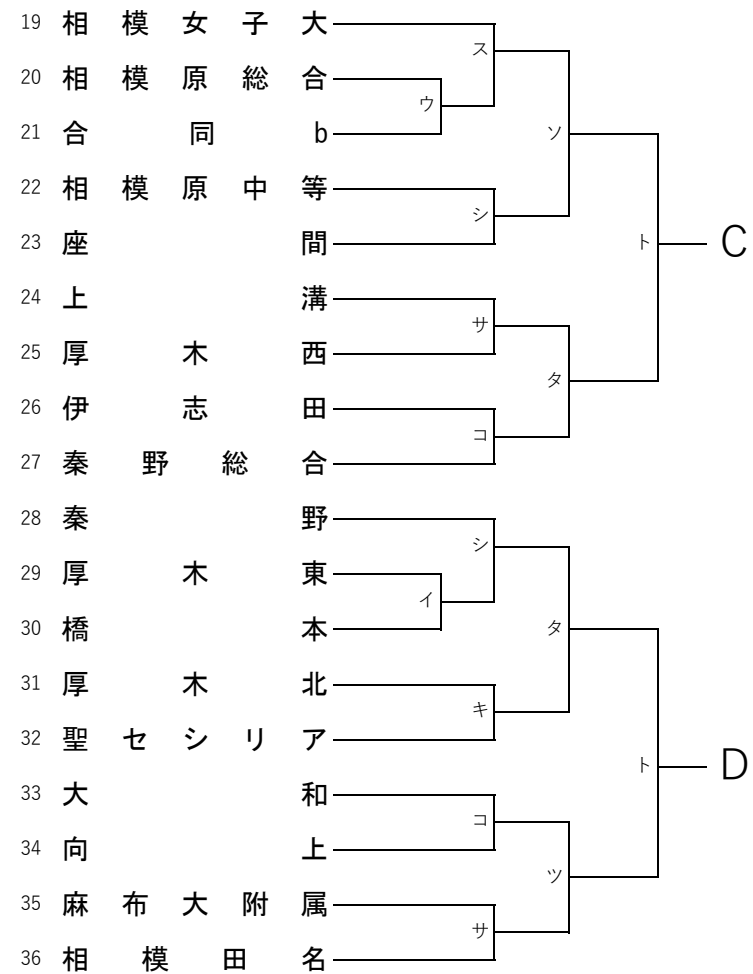 19 相模女子大
ス
20 相模原総合
ウ
21 合同b
ソ
22 相模原中等
シ
23 座間
ト C
24 上溝
サ
25 厚木西
タ
26 伊志田
コ
27 秦野総合
28 秦野
シ
29 厚木東
イ
30 橋本
タ
31 厚木北
キ
32 聖セシリア
ト D
33 大和
コ
34 向上
ツ
35 麻布大附属
サ
36 相模田名